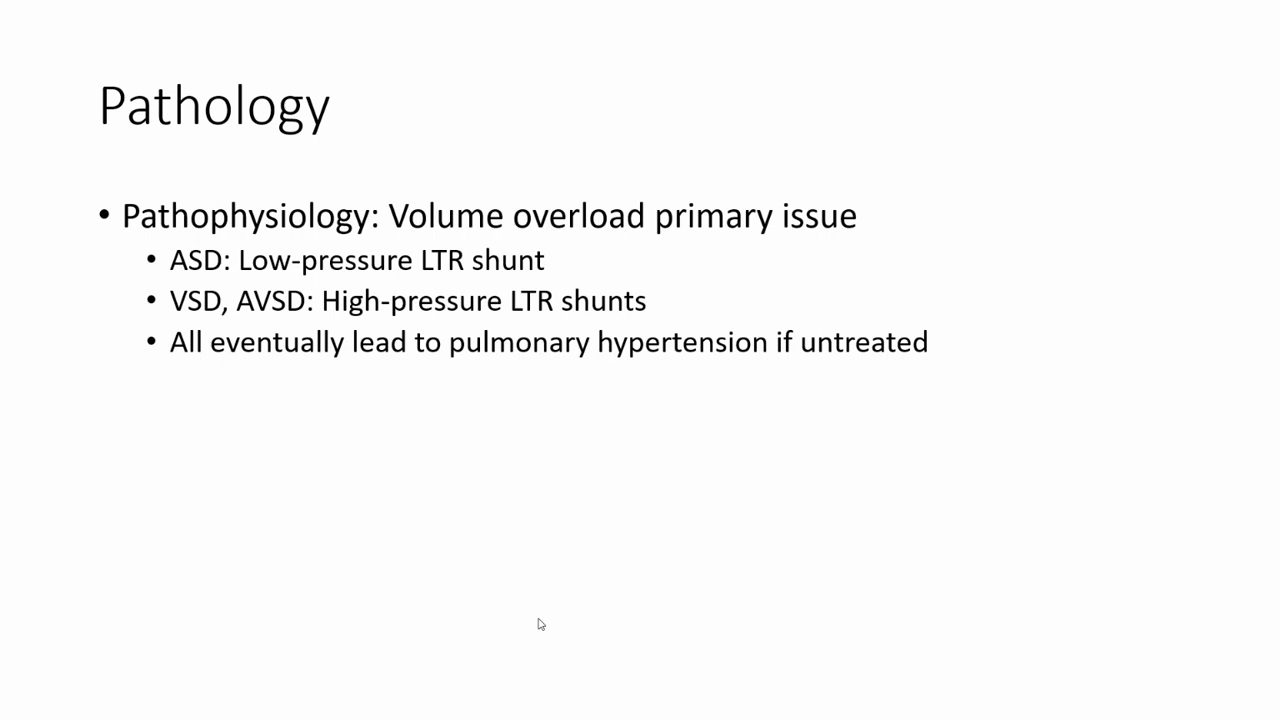 Pathology
• Pathophysiology: Volume overload primary issue
• ASD: Low-pressure LTR shunt
• VSD, AVSD: High-pressure LTR shunts
• All eventually lead to pulmonary hypertension if untreated